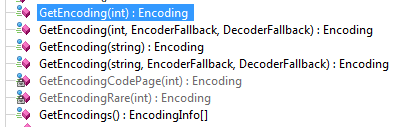 GetEncoding(int) : Encoding
GetEncoding(int, EncoderFallback, DecoderFallback) : Encoding
GetEncoding(string) : Encoding
GetEncoding(string, EncoderFallback, DecoderFallback) : Encoding
GetEncodingCodePage(int) : Encoding
GetEncodingRare(int) : Encoding
GetEncodings() : EncodingInfo[]